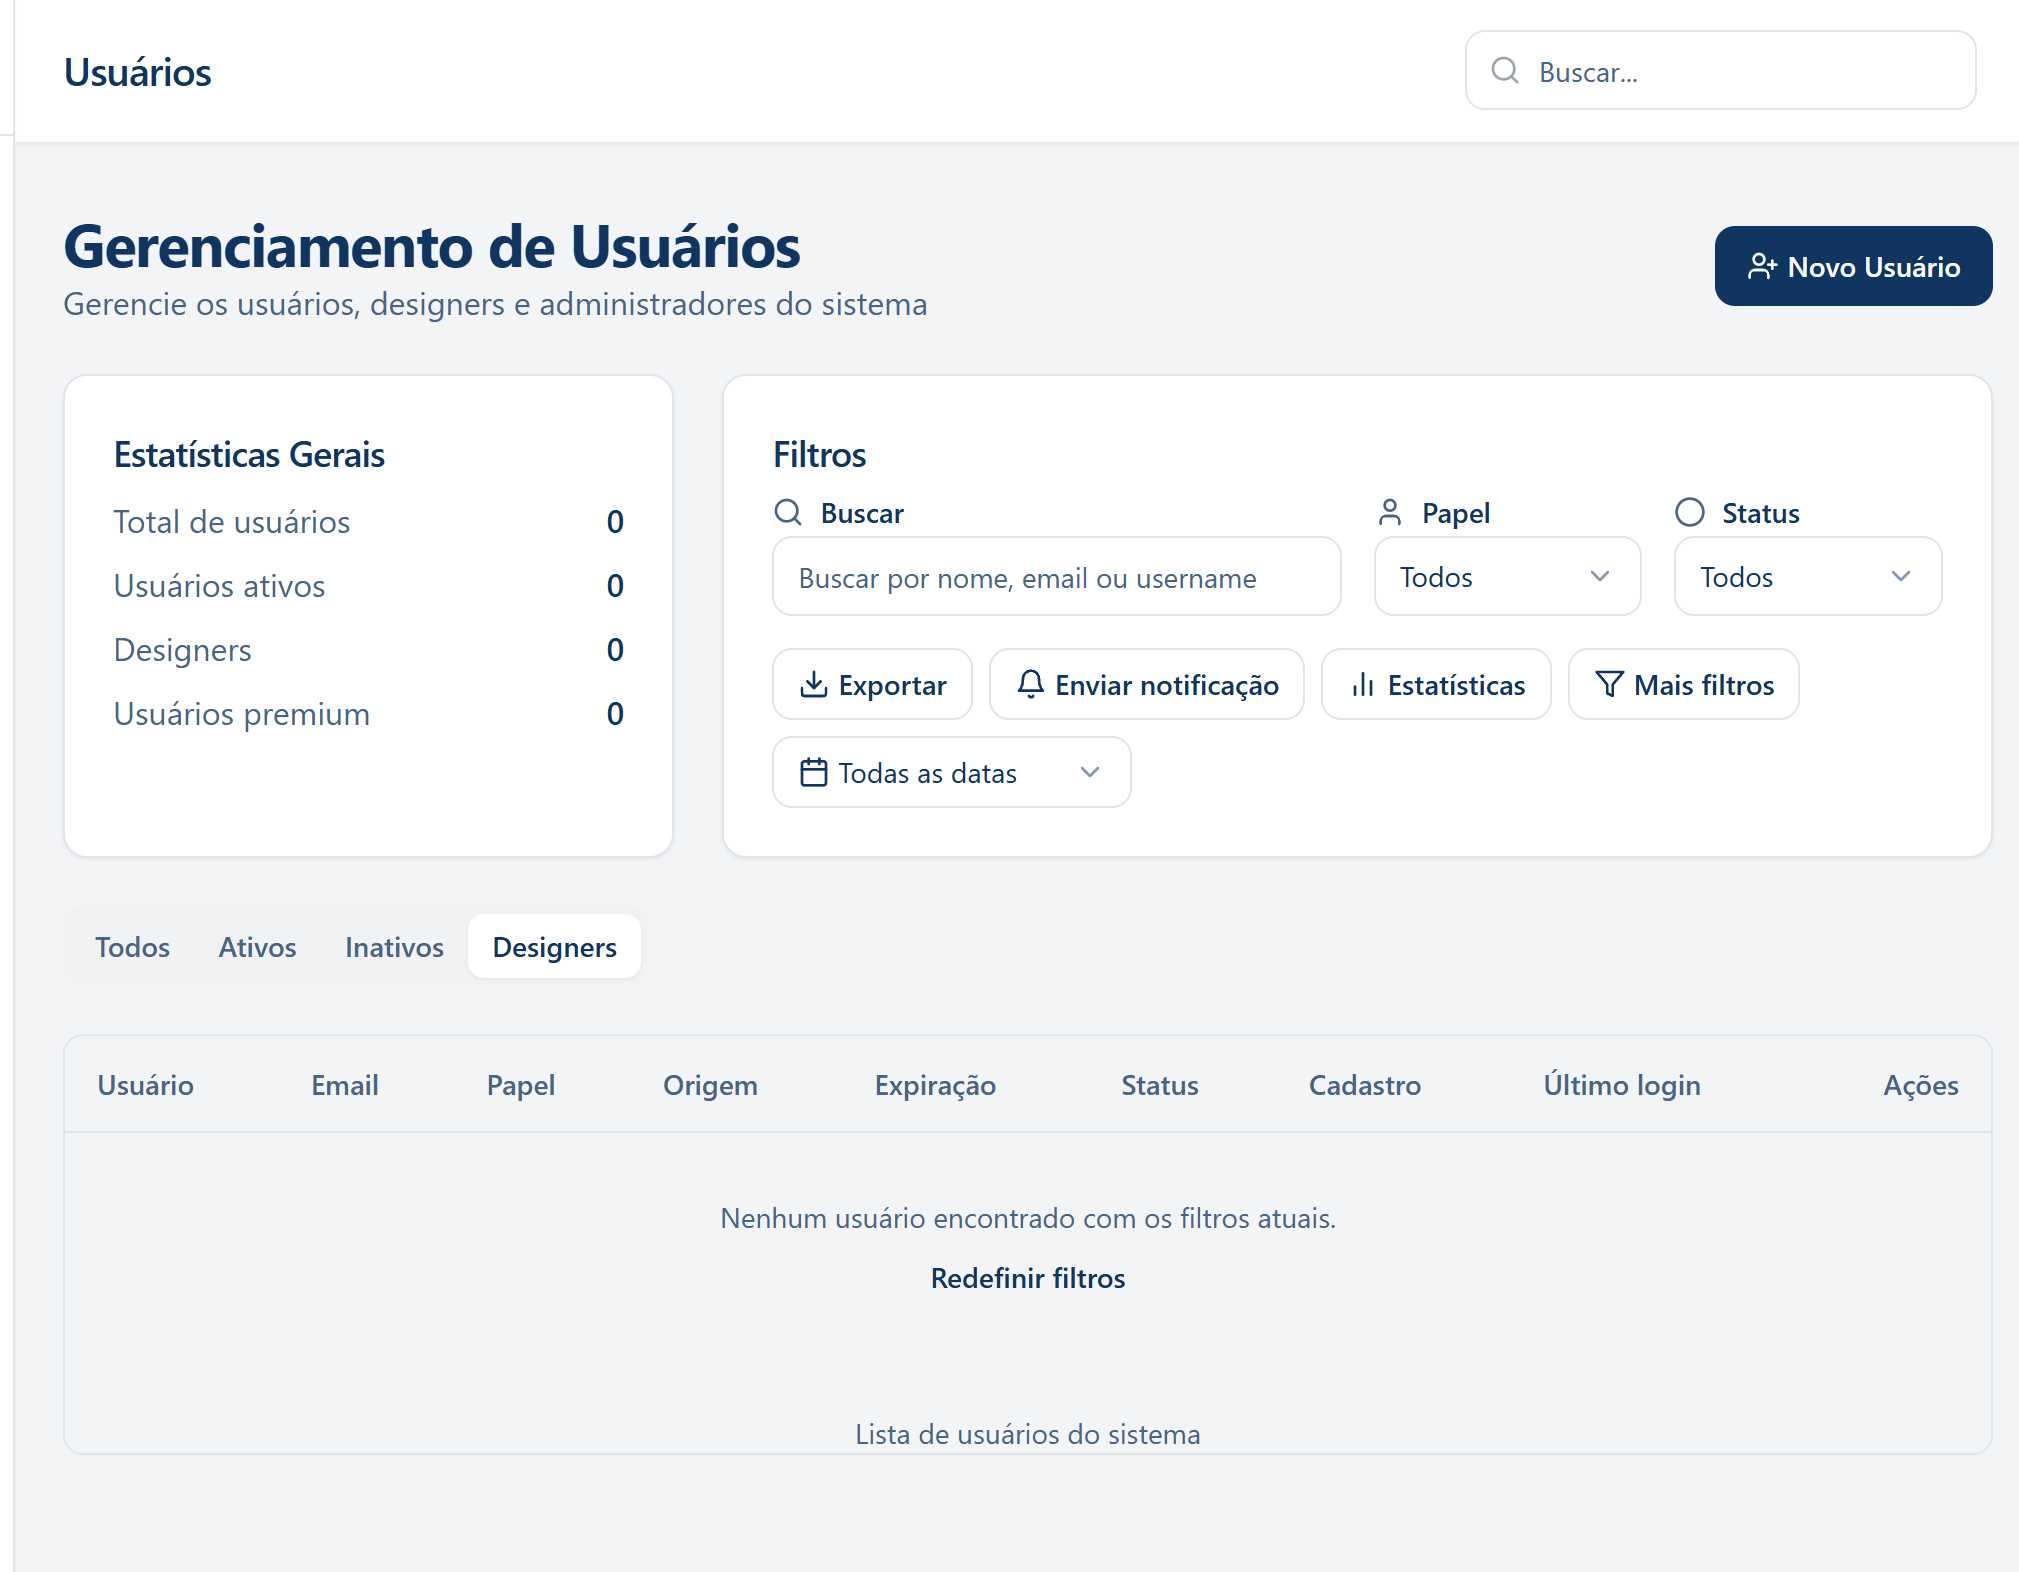 Usuários
Buscar...
Gerenciamento de Usuários
Gerencie os usuários, designers e administradores do sistema
Novo Usuário
Estatísticas Gerais
Total de usuários 0
Usuários ativos 0
Designers 0
Usuários premium 0
Filtros
Buscar
Papel
Status
Buscar por nome, email ou username
Todos
Todos
Exportar
Enviar notificação
Estatísticas
Mais filtros
Todas as datas
Todos Ativos Inativos Designers
Usuário Email Papel Origem Expiração Status Cadastro Último login Ações
Nenhum usuário encontrado com os filtros atuais.
Redefinir filtros
Lista de usuários do sistema